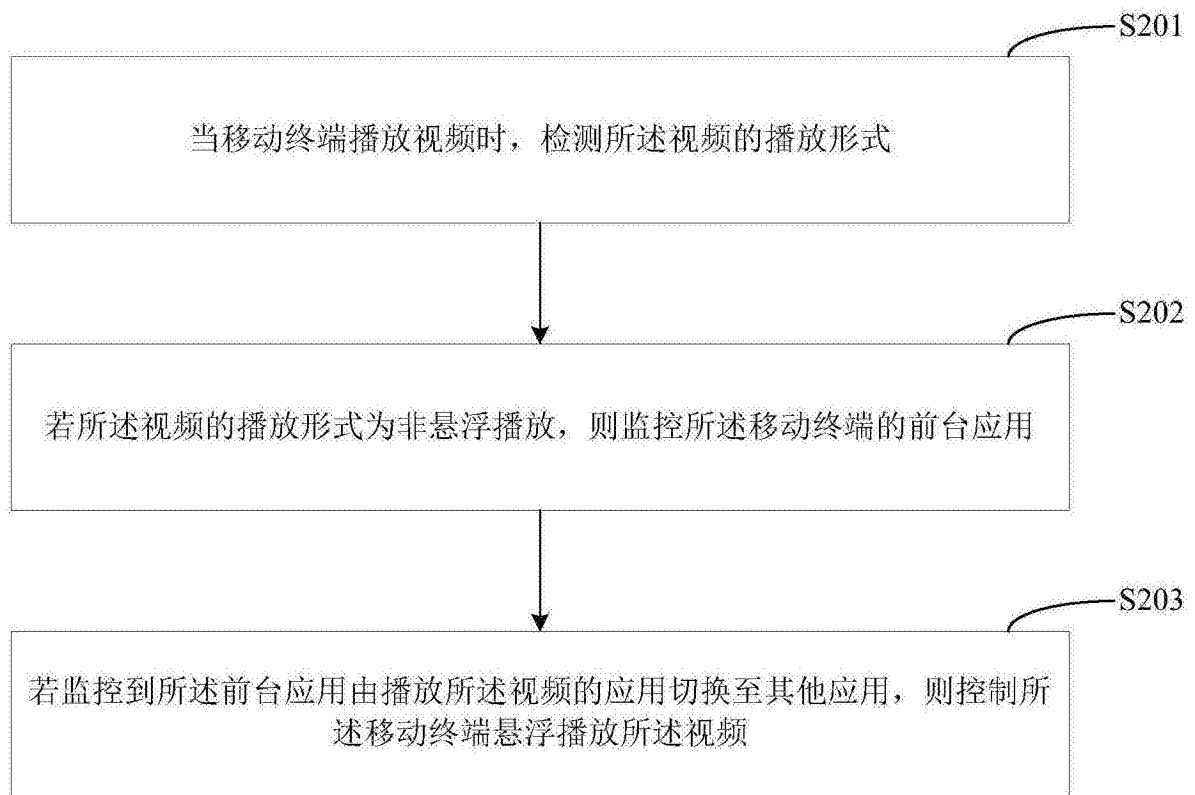 S201
当移动终端播放视频时，检测所述视频的播放形式
S202
若所述视频的播放形式为非悬浮播放，则监控所述移动终端的前台应用
S203
若监控到所述前台应用由播放所述视频的应用切换至其他应用，则控制所
述移动终端悬浮播放所述视频